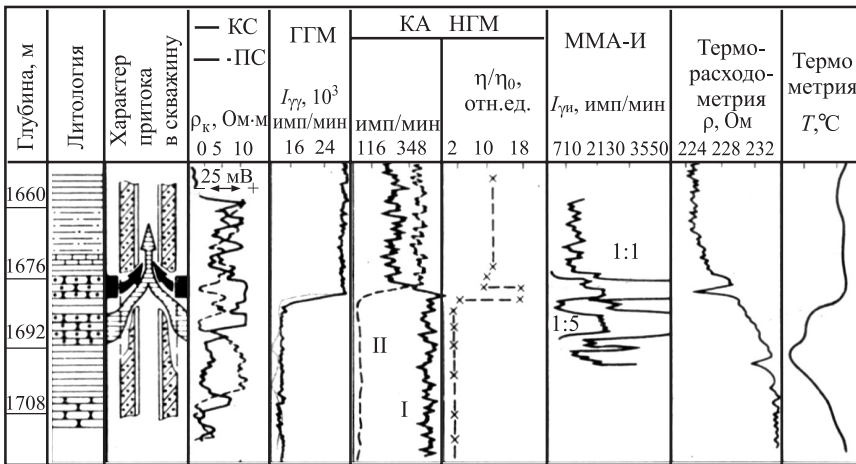 Глубина, м
Литология
Характер
притока
в скважину
КС
ПС
ρк, Ом·м
0 5 10
25 мВ
– +
ГГМ
Iγγ, 10³
имп/мин
16 24
КА НГМ
имп/мин
116 348
η/η0,
отн.ед.
2 10 18
ММА-И
Iγи, имп/мин
710 2130 3550
Термо-
расходо-
метрия
ρ, Ом
224 228 232
Термо
метрия
T,°C
1660
1676
1692
1708
II
I
1:1
1:5